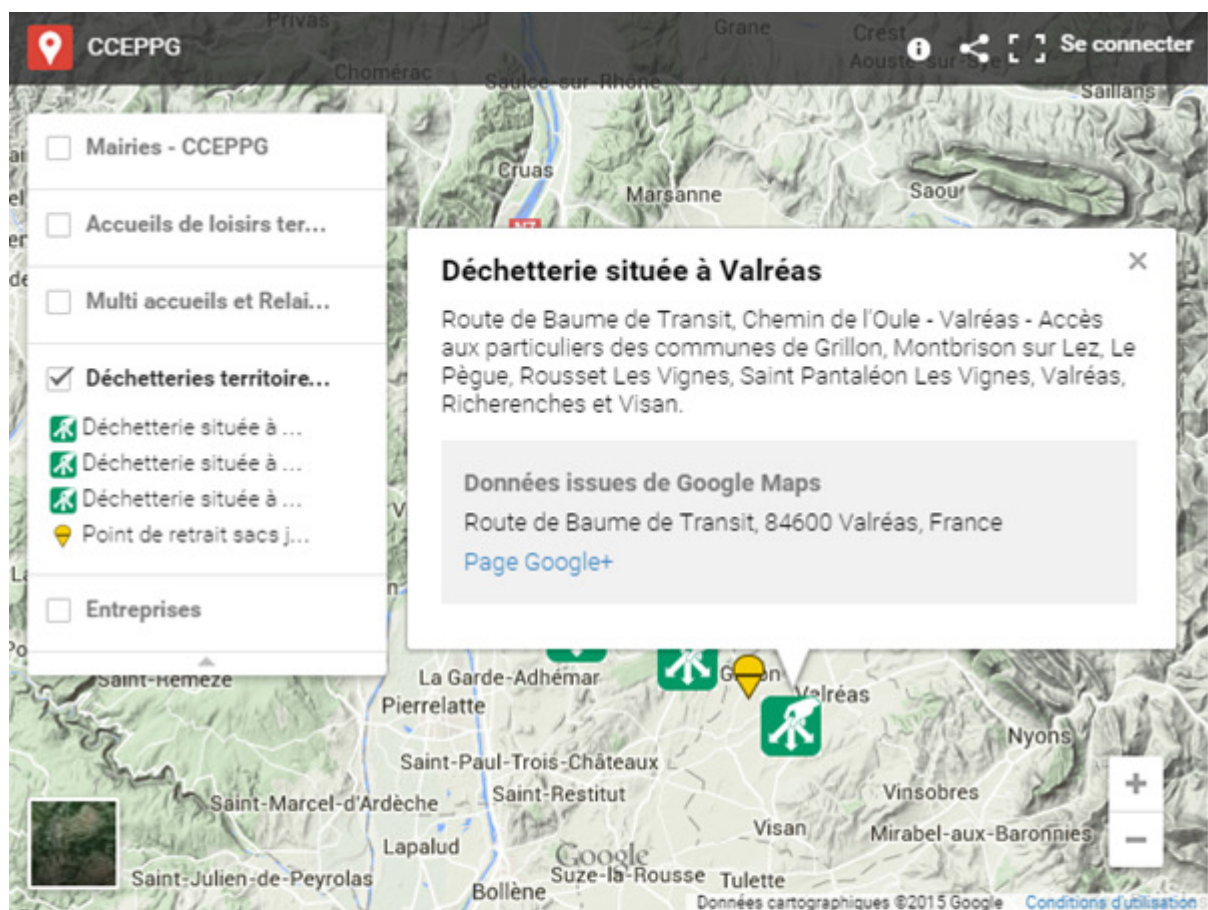 Privas
Grane
Crest
CCEPPG
Se connecter
Chomérac
Aouste-sur-Sye
Saulce-sur-Rhône
Saillans
Mairies - CCEPPG
Cruas
Marsanne
Saou
Accueils de loisirs ter...
N7
Multi accueils et Relai...
Déchetteries territoire...
Déchetterie située à ...
Déchetterie située à ...
Déchetterie située à ...
Point de retrait sacs j...
Entreprises
Déchetterie située à Valréas
Route de Baume de Transit, Chemin de l'Oule - Valréas - Accès
aux particuliers des communes de Grillon, Montbrison sur Lez, Le
Pègue, Rousset Les Vignes, Saint Pantaléon Les Vignes, Valréas,
Richerenches et Visan.
Données issues de Google Maps
Route de Baume de Transit, 84600 Valréas, France
Page Google+
Saint-Remèze
La Garde-Adhémar
Valréas
Pierrelatte
Nyons
Saint-Paul-Trois-Châteaux
Saint-Marcel-d'Ardèche
Saint-Restitut
Vinsobres
Visan
Mirabel-aux-Baronnies
Lapalud
Google
Suze-la-Rousse
Saint-Julien-de-Peyrolas
Tulette
Bollène
Données cartographiques ©2015 Google
Conditions d'utilisation